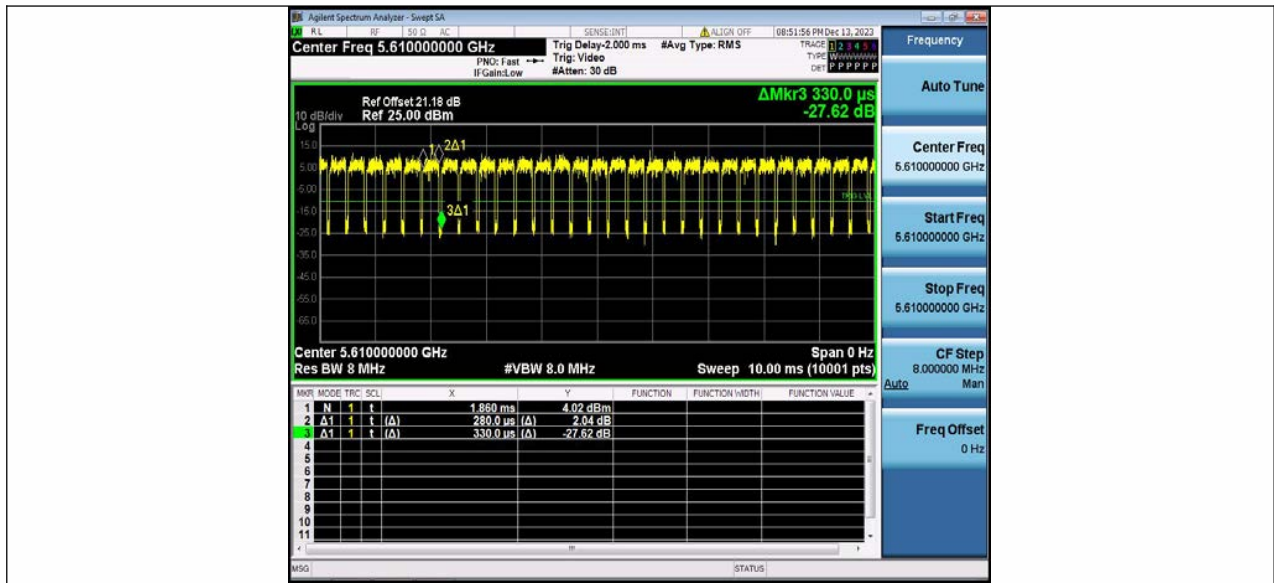 Agilent Spectrum Analyzer - Swept SA
RL RF 50 Ω AC SENSE:INT ALIGN OFF 08:51:56 PM Dec 13, 2023
Center Freq 5.610000000 GHz
PNO: Fast
IFGain:Low
Trig Delay-2.000 ms
Trig: Video
#Atten: 30 dB
#Avg Type: RMS
TRACE 1 2 3 4 5 6
TYPE
DET P P P P P P
ΔMkr3 330.0 µs
-27.62 dB
Ref Offset 21.18 dB
Ref 25.00 dBm
10 dB/div
Log
15.0
5.00
-5.00
-15.0
-25.0
-35.0
-45.0
-55.0
-65.0
1
2Δ1
3Δ1
TRIG LVL
Center 5.610000000 GHz Span 0 Hz
Res BW 8 MHz #VBW 8.0 MHz Sweep 10.00 ms (10001 pts)
MKR MODE TRC SCL X Y FUNCTION FUNCTION WIDTH FUNCTION VALUE
1 N 1 t 1.860 ms 4.02 dBm
2 Δ1 1 t (Δ) 280.0 µs (Δ) 2.04 dB
3 Δ1 1 t (Δ) 330.0 µs (Δ) -27.62 dB
4
5
6
7
8
9
10
11
MSG STATUS
Frequency
Auto Tune
Center Freq
5.610000000 GHz
Start Freq
5.610000000 GHz
Stop Freq
5.610000000 GHz
CF Step
8.000000 MHz
Auto Man
Freq Offset
0 Hz